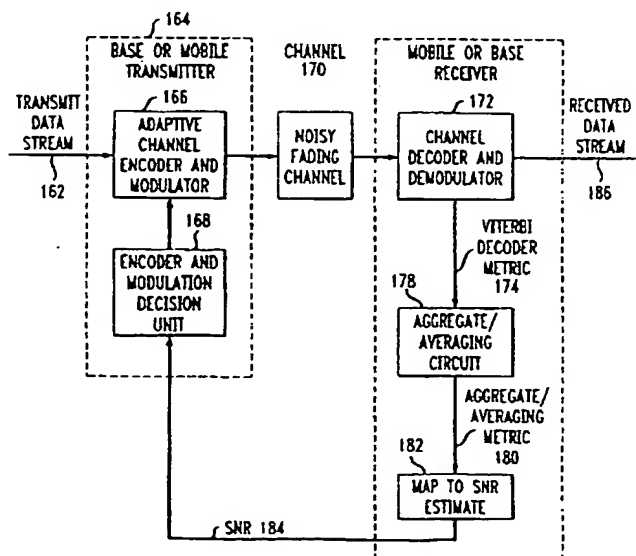 164
BASE OR MOBILE
TRANSMITTER
CHANNEL
170
MOBILE OR BASE
RECEIVER
TRANSMIT
DATA
STREAM
162
166
ADAPTIVE
CHANNEL
ENCODER AND
MODULATOR
NOISY
FADING
CHANNEL
172
CHANNEL
DECODER AND
DEMODULATOR
RECEIVED
DATA
STREAM
186
168
ENCODER AND
MODULATION
DECISION
UNIT
VITERBI
DECODER
METRIC
174
178
AGGREGATE/
AVERAGING
CIRCUIT
AGGREGATE/
AVERAGING
METRIC
180
182
MAP TO SNR
ESTIMATE
SNR 184